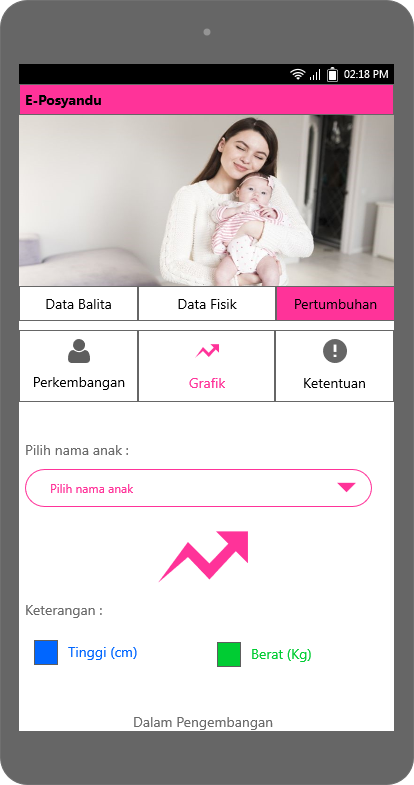 02:18 PM
E-Posyandu
Data Balita Data Fisik Pertumbuhan
Perkembangan Grafik Ketentuan
Pilih nama anak :
Pilih nama anak
Keterangan :
Tinggi (cm) Berat (Kg)
Dalam Pengembangan